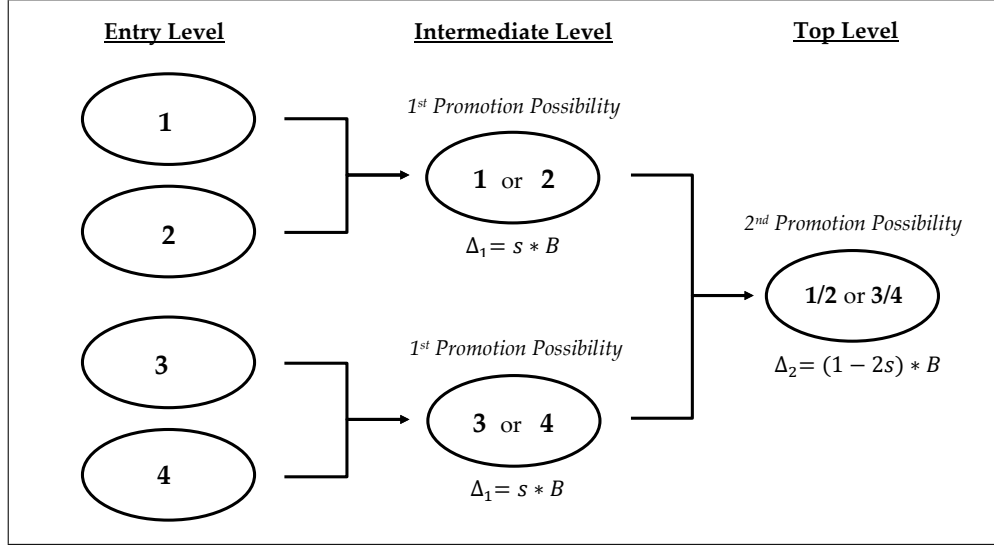 Entry Level
Intermediate Level
Top Level
1
2
3
4
1st Promotion Possibility
1 or 2
Δ₁= s ∗ B
1st Promotion Possibility
3 or 4
Δ₁= s ∗ B
2nd Promotion Possibility
1/2 or 3/4
Δ₂= (1 − 2s) ∗ B